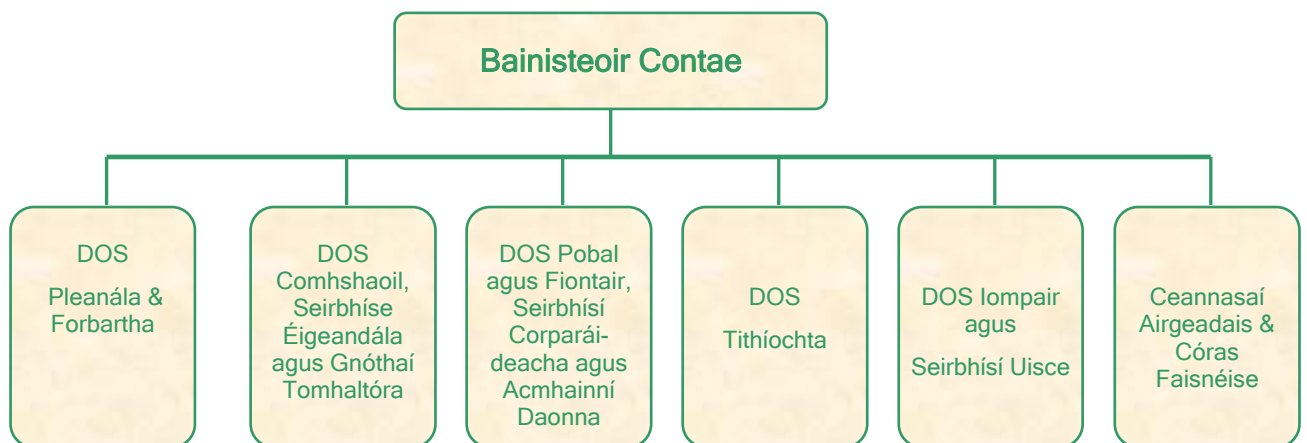 Bainisteoir Contae
DOS
Pleanála &
Forbartha
DOS
Comhshaoil,
Seirbhíse
Éigeandála
agus Gnóthaí
Tomhaltóra
DOS Pobal
agus Fiontair,
Seirbhísí
Corparái-
deacha agus
Acmhainní
Daonna
DOS
Tithíochta
DOS Iompair
agus
Seirbhísí Uisce
Ceannasaí
Airgeadais &
Córas
Faisnéise